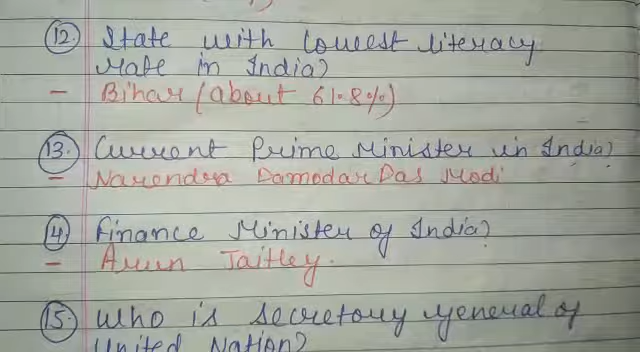 12. State with lowest literacy
rate in India?
- Bihar (about 61.8%)
13. Current Prime Minister in India?
- Narendra Damodar Das Modi
14. Finance Minister of India?
- Arun Jaitley.
15. Who is secretory general of
United Nation?